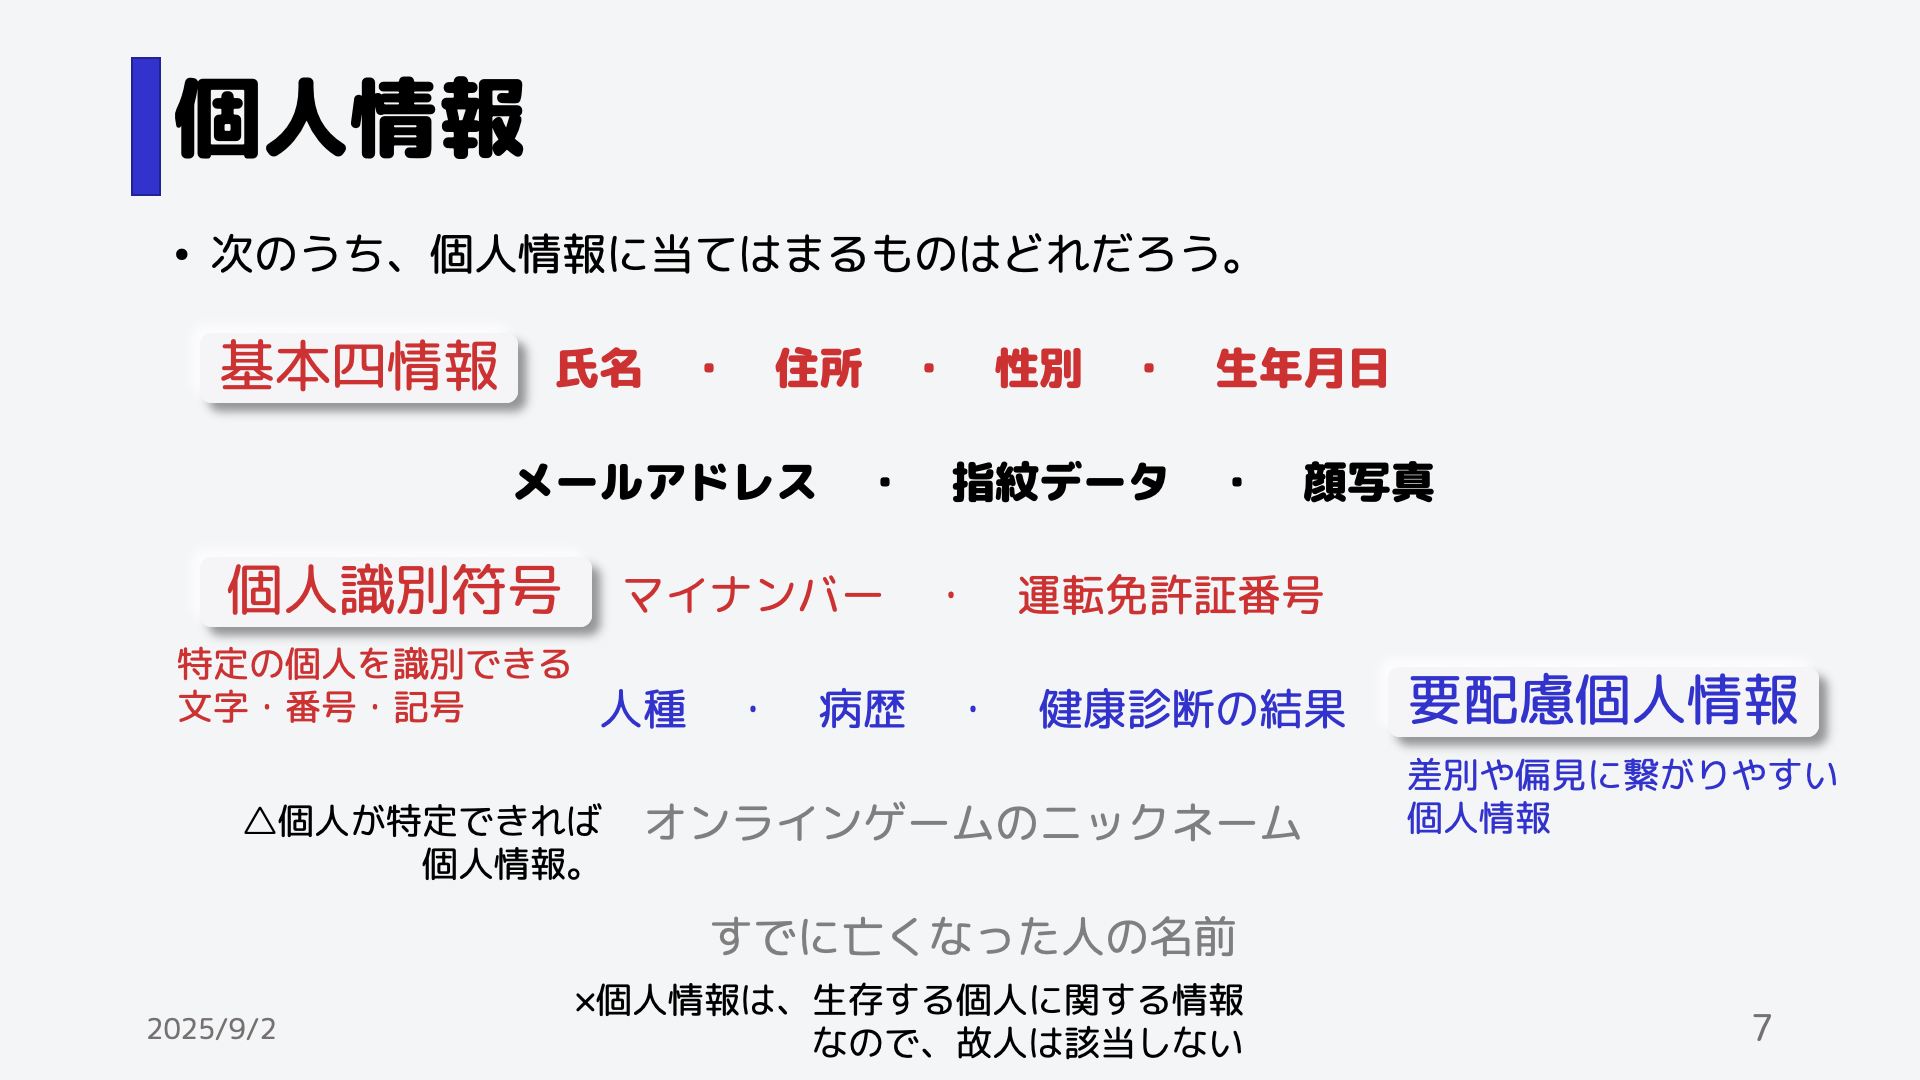 個人情報
• 次のうち、個人情報に当てはまるものはどれだろう。
基本四情報 氏名 ・ 住所 ・ 性別 ・ 生年月日
メールアドレス ・ 指紋データ ・ 顔写真
個人識別符号 マイナンバー ・ 運転免許証番号
特定の個人を識別できる
文字・番号・記号
人種 ・ 病歴 ・ 健康診断の結果 要配慮個人情報
差別や偏見に繋がりやすい
個人情報
△個人が特定できれば
個人情報。
オンラインゲームのニックネーム
すでに亡くなった人の名前
×個人情報は、生存する個人に関する情報
なので、故人は該当しない
2025/9/2
7